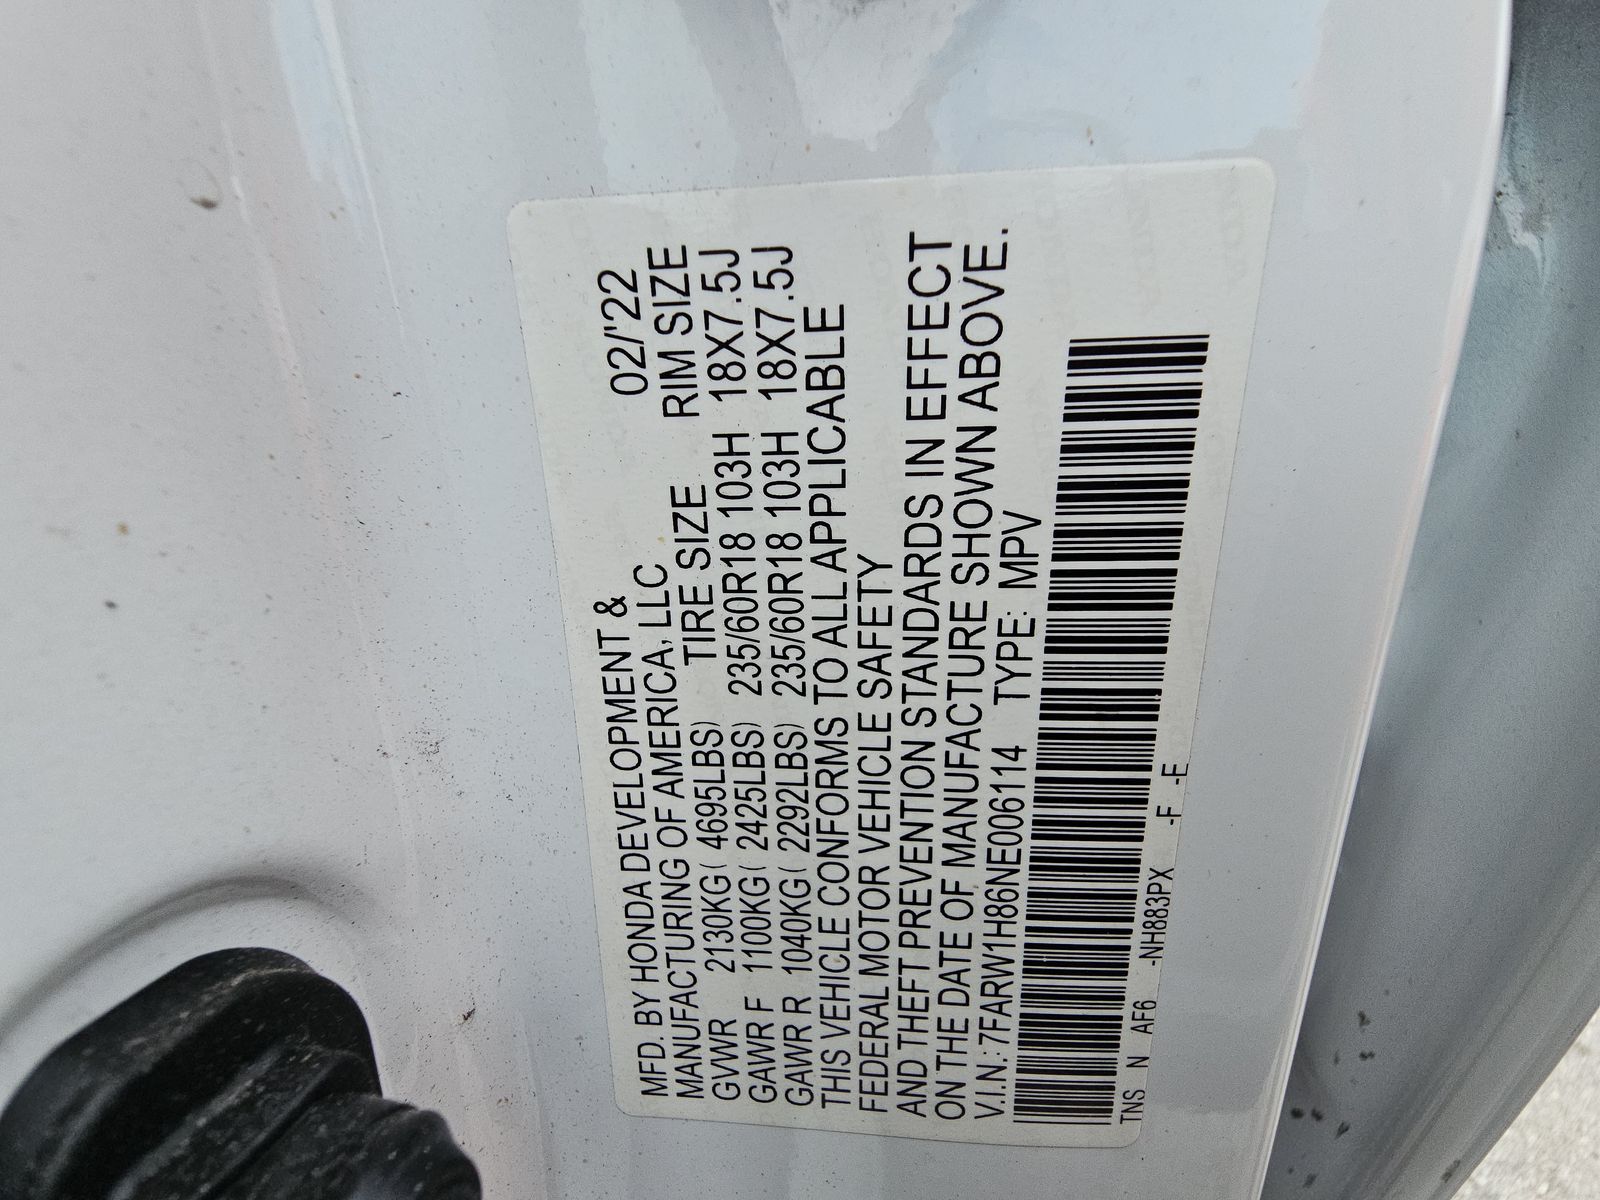 MFD. BY HONDA DEVELOPMENT & 02/'22
MANUFACTURING OF AMERICA, LLC RIM SIZE
GVWR 2130KG( 4695LBS) TIRE SIZE 18X7.5J
GAWR F 1100KG( 2425LBS) 235/60R18 103H 18X7.5J
GAWR R 1040KG( 2292LBS) 235/60R18 103H
THIS VEHICLE CONFORMS TO ALL APPLICABLE
FEDERAL MOTOR VEHICLE SAFETY
AND THEFT PREVENTION STANDARDS IN EFFECT
ON THE DATE OF MANUFACTURE SHOWN ABOVE.
V.I.N.: 7FARW1H86NE006114 TYPE: MPV
TNS N AF6 -NH883PX -F -E